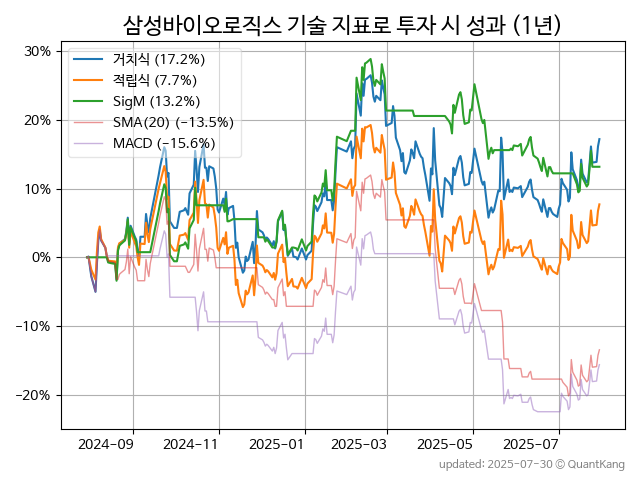 삼성바이오로직스 기술 지표로 투자 시 성과 (1년)
30%
20%
10%
0%
−10%
−20%
거치식 (17.2%)
적립식 (7.7%)
SigM (13.2%)
SMA(20) (−13.5%)
MACD (−15.6%)
2024-09
2024-11
2025-01
2025-03
2025-05
2025-07
updated: 2025-07-30 © QuantKang